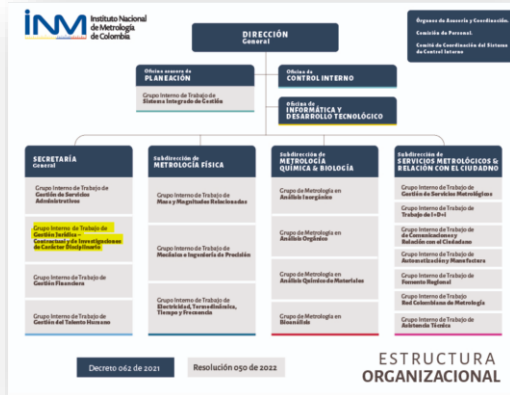 INM Instituto Nacional
de Metrología
de Colombia
DIRECCIÓN
General
Órganos de Asesoría y Coordinación.
Comisión de Personal.
Comité de Coordinación del Sistema
de Control Interno
Oficina asesora de
PLANEACIÓN
Grupo Interno de Trabajo de
Sistema Integrado de Gestión
Oficina de
CONTROL INTERNO
Oficina de
INFORMÁTICA Y
DESARROLLO TECNOLÓGICO
SECRETARÍA
General
Grupo Interno de Trabajo de
Gestión de Servicios
Administrativos
Grupo Interno de Trabajo de
Gestión Jurídica –
Contractual y de Investigaciones
de Carácter Disciplinario
Grupo Interno de Trabajo de
Gestión Financiera
Grupo Interno de Trabajo de
Gestión del Talento Humano
Subdirección de
METROLOGÍA FÍSICA
Grupo Interno de Trabajo de
Masa y Magnitudes Relacionadas
Grupo Interno de Trabajo de
Mecánica e Ingeniería de Precisión
Grupo Interno de Trabajo de
Electricidad, Termodinámica,
Tiempo y Frecuencia
Subdirección de
METROLOGÍA
QUÍMICA & BIOLOGÍA
Grupo de Metrología en
Análisis Inorgánico
Grupo de Metrología en
Análisis Orgánico
Grupo de Metrología en
Análisis Químico de Materiales
Grupo de Metrología en
Bioanálisis
Subdirección de
SERVICIOS METROLÓGICOS &
RELACIÓN CON EL CIUDADNO
Grupo Interno de Trabajo de
Gestión de Servicios Metrológicos
Grupo Interno de Trabajo de
Trabajo de I+D+i
Grupo Interno de Trabajo
de Comunicaciones y
Relación con el Ciudadano
Grupo Interno de Trabajo de
Automatización y Manufactura
Grupo Interno de Trabajo de
Fomento Regional
Grupo Interno de Trabajo
Red Colombiana de Metrología
Grupo Interno de Trabajo de
Asistencia Técnica
Decreto 062 de 2021
Resolución 050 de 2022
ESTRUCTURA
ORGANIZACIONAL